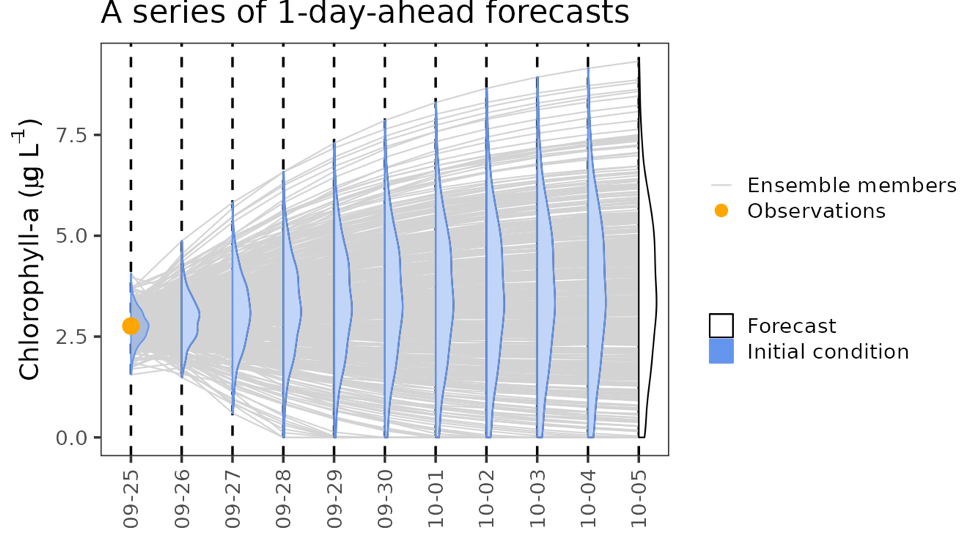 A series of 1-day-ahead forecasts
Chlorophyll-a (µg L⁻¹)
7.5
5.0
2.5
0.0
09-25
09-26
09-27
09-28
09-29
09-30
10-01
10-02
10-03
10-04
10-05
Ensemble members
Observations
Forecast
Initial condition